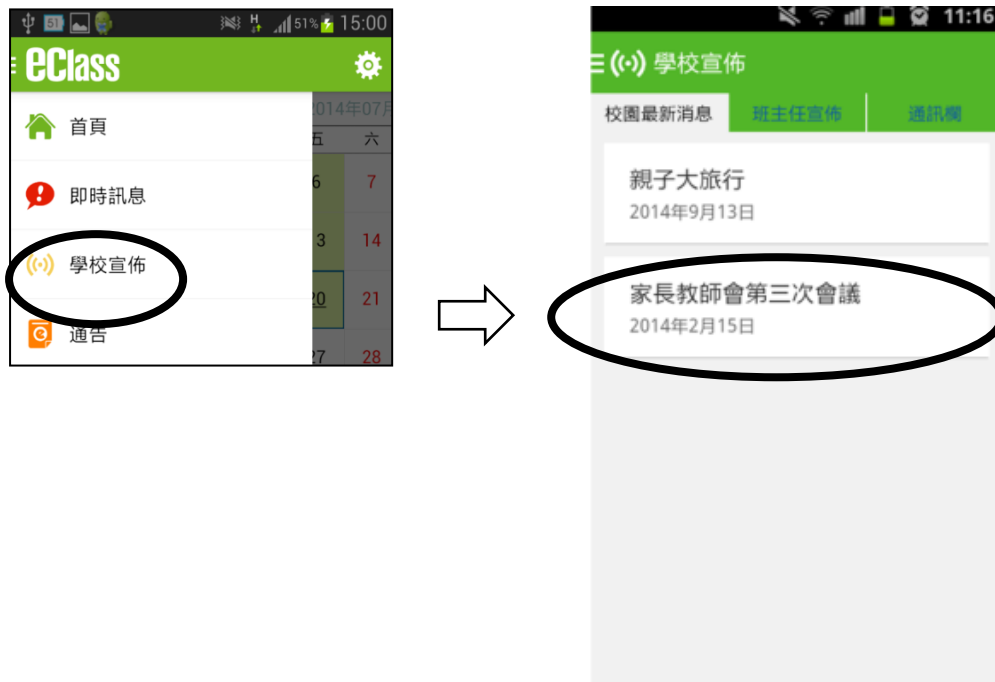 51 51% 15:00
eClass
2014年07月
首頁
五 六
6 7
即時訊息
3 14
學校宣佈
20 21
通告
27 28
11:16
學校宣佈
校園最新消息 班主任宣佈 通訊欄
親子大旅行
2014年9月13日
家長教師會第三次會議
2014年2月15日